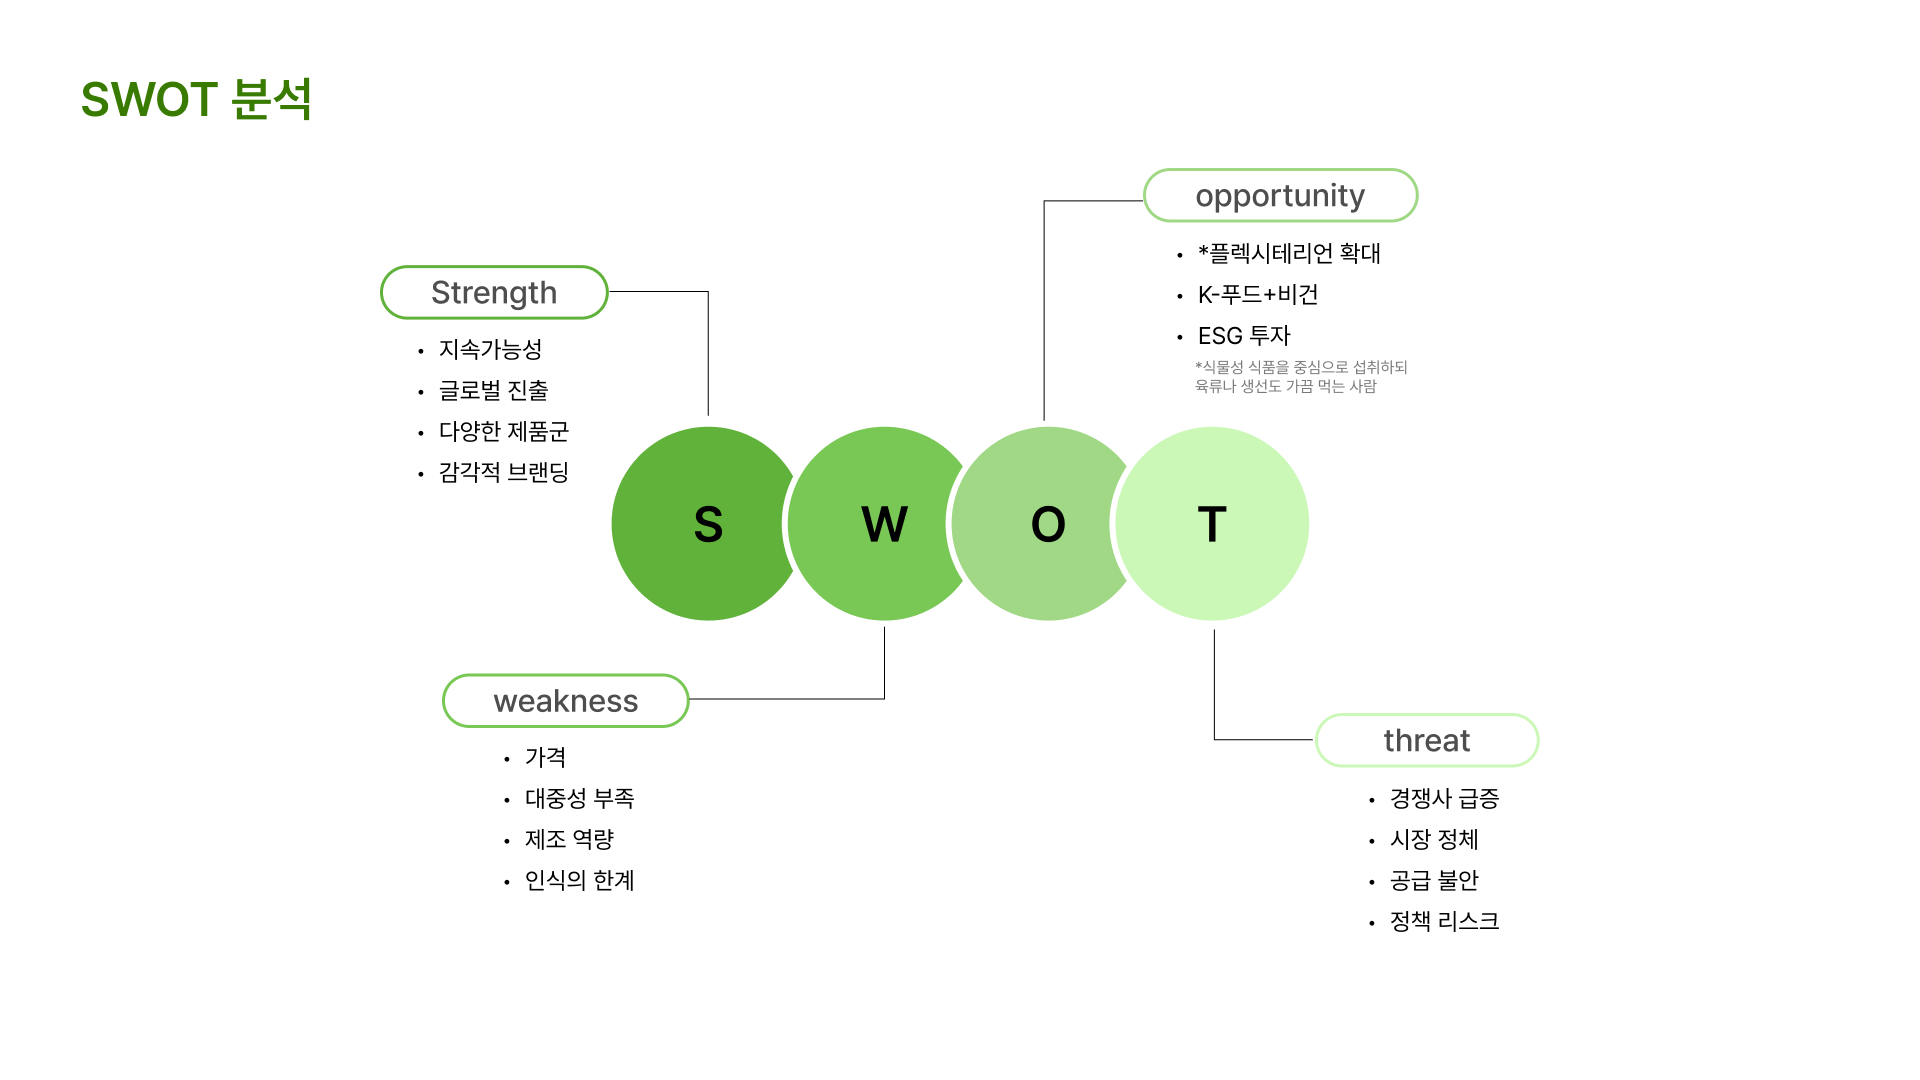 SWOT 분석
Strength
• 지속가능성
• 글로벌 진출
• 다양한 제품군
• 감각적 브랜딩
opportunity
• *플렉시테리언 확대
• K-푸드+비건
• ESG 투자
*식물성 식품을 중심으로 섭취하되
육류나 생선도 가끔 먹는 사람
S W O T
weakness
• 가격
• 대중성 부족
• 제조 역량
• 인식의 한계
threat
• 경쟁사 급증
• 시장 정체
• 공급 불안
• 정책 리스크